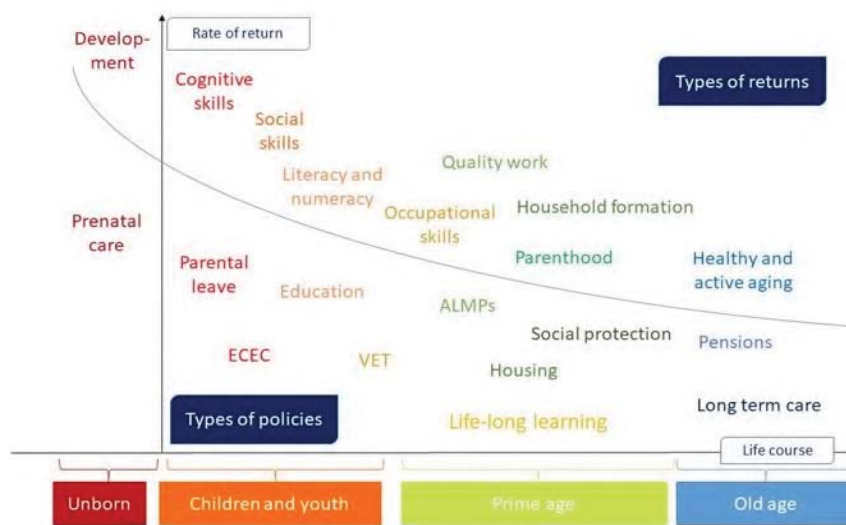 Develop-
ment
Rate of return
Types of returns
Cognitive
skills
Social
skills
Literacy and
numeracy
Quality work
Occupational
skills
Household formation
Prenatal
care
Parental
leave
Education
Parenthood
Healthy and
active aging
ALMPs
Social protection
Pensions
ECEC
VET
Housing
Types of policies
Life-long learning
Long term care
Life course
Unborn
Children and youth
Prime age
Old age